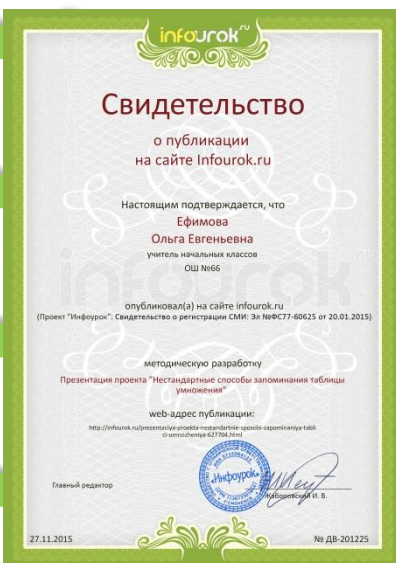 infourok.ru
Свидетельство
о публикации
на сайте Infourok.ru
Настоящим подтверждается, что
Ефимова
Ольга Евгеньевна
учитель начальных классов
ОШ №66
опубликовал(а) на сайте infourok.ru
(Проект "Инфоурок": Свидетельство о регистрации СМИ: Эл №ФС77-60625 от 20.01.2015)
методическую разработку
Презентация проекта "Нестандартные способы запоминания таблицы
умножения"
web-адрес публикации:
http://infourok.ru/prezentaciya-proekta-nestandartnie-sposobi-zapominaniya-tabli
ci-umnozheniya-627704.html
«Инфоурок»
Главный редактор
Жаборовский И. В.
27.11.2015
№ ДВ-201225